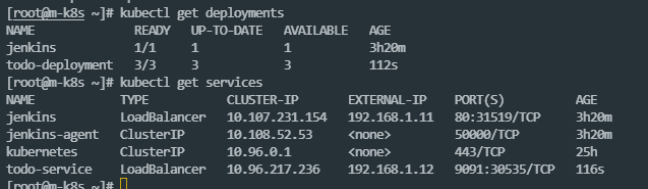 [root@m-k8s ~]# kubectl get deployments
NAME READY UP-TO-DATE AVAILABLE AGE
jenkins 1/1 1 1 3h20m
todo-deployment 3/3 3 3 112s
[root@m-k8s ~]# kubectl get services
NAME TYPE CLUSTER-IP EXTERNAL-IP PORT(S) AGE
jenkins LoadBalancer 10.107.231.154 192.168.1.11 80:31519/TCP 3h20m
jenkins-agent ClusterIP 10.108.52.53 <none> 50000/TCP 3h20m
kubernetes ClusterIP 10.96.0.1 <none> 443/TCP 25h
todo-service LoadBalancer 10.96.217.236 192.168.1.12 9091:30535/TCP 116s
[root@m-k8s ~]#